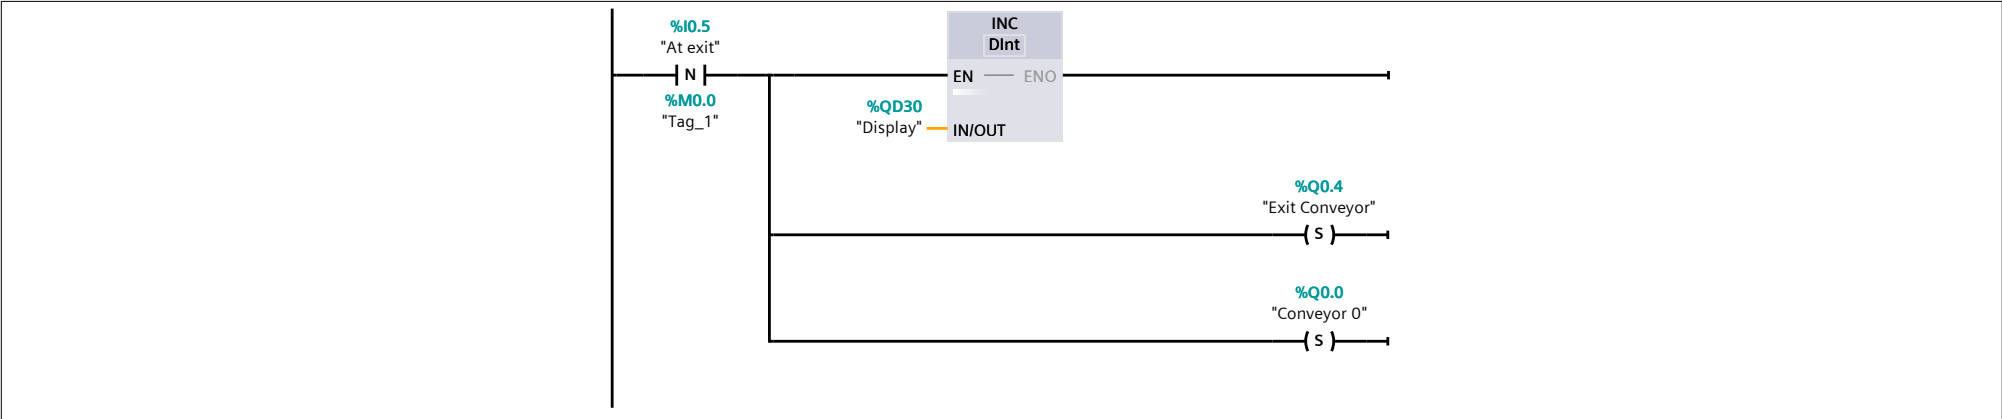 %I0.5
"At exit"
N
%M0.0
"Tag_1"
INC
DInt
EN
ENO
%QD30
"Display"
IN/OUT
%Q0.4
"Exit Conveyor"
S
%Q0.0
"Conveyor 0"
S